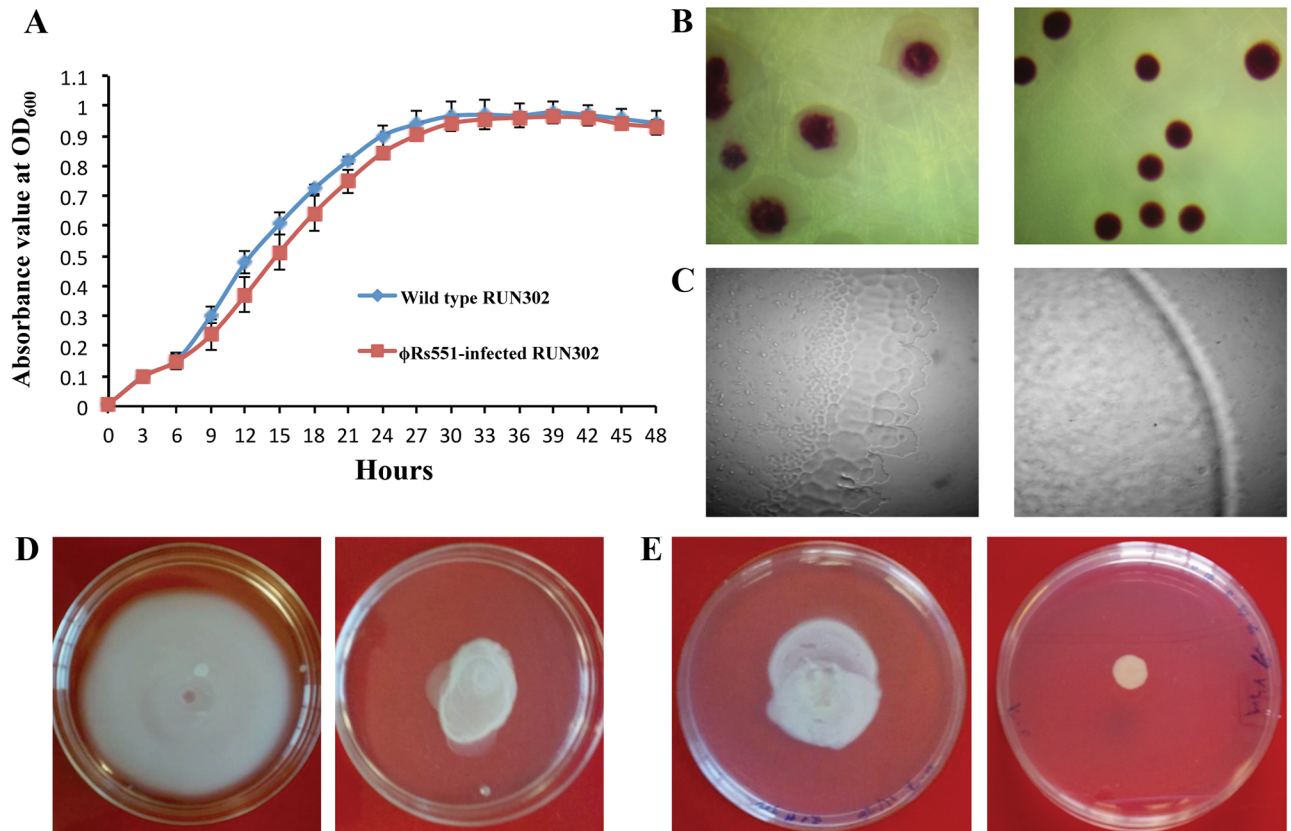 A
B
1.1
1
0.9
0.8
0.7
0.6
0.5
0.4
0.3
0.2
0.1
0
Absorbance value at OD600
Wild type RUN302
ϕRs551-infected RUN302
0 3 6 9 12 15 18 21 24 27 30 33 36 39 42 45 48
Hours
C
D
E